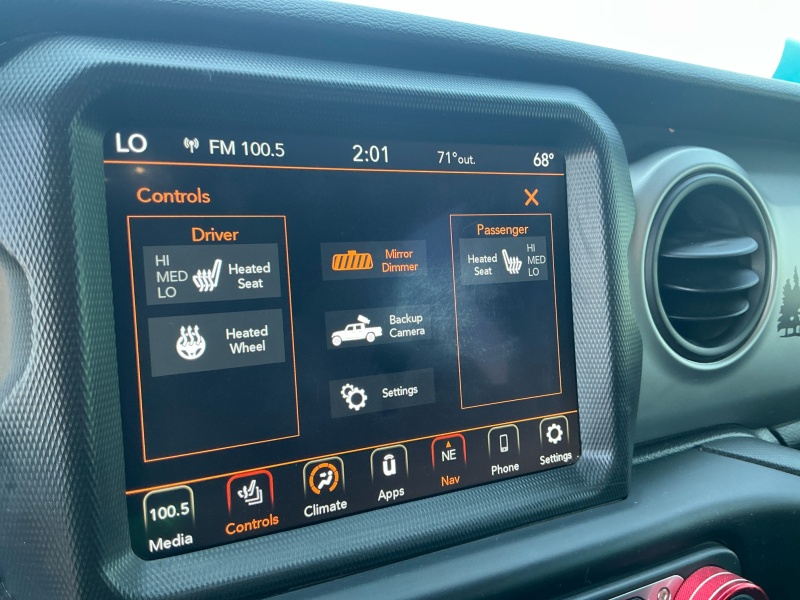 LO FM 100.5 2:01 71°out. 68°
Controls X
Driver
HI
MED
LO
Heated
Seat
Heated
Wheel
Mirror
Dimmer
Backup
Camera
Settings
Passenger
Heated
Seat
HI
MED
LO
100.5
Media
Controls
Climate
Apps
NE
Nav
Phone
Settings